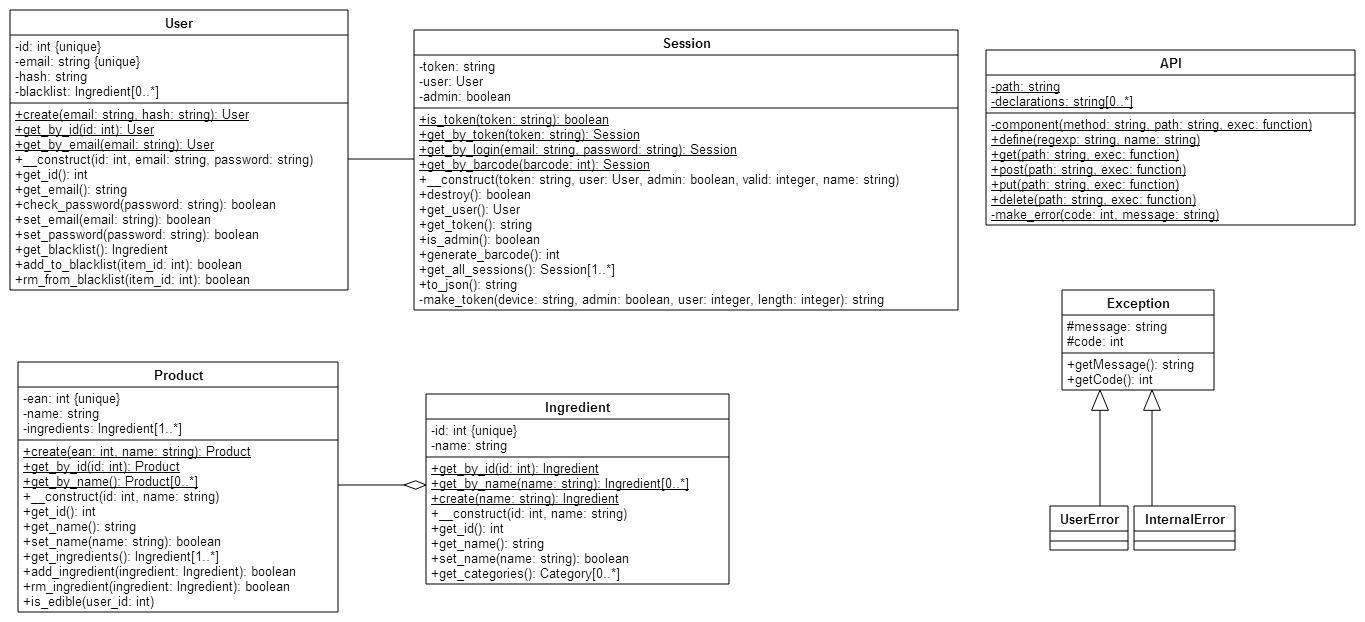 User
-id: int {unique}
-email: string {unique}
-hash: string
-blacklist: Ingredient[0..*]
+create(email: string, hash: string): User
+get_by_id(id: int): User
+get_by_email(email: string): User
+__construct(id: int, email: string, password: string)
+get_id(): int
+get_email(): string
+check_password(password: string): boolean
+set_email(email: string): boolean
+set_password(password: string): boolean
+get_blacklist(): Ingredient
+add_to_blacklist(item_id: int): boolean
+rm_from_blacklist(item_id: int): boolean
Session
-token: string
-user: User
-admin: boolean
+is_token(token: string): boolean
+get_by_token(token: string): Session
+get_by_login(email: string, password: string): Session
+get_by_barcode(barcode: int): Session
+__construct(token: string, user: User, admin: boolean, valid: integer, name: string)
+destroy(): boolean
+get_user(): User
+get_token(): string
+is_admin(): boolean
+generate_barcode(): int
+get_all_sessions(): Session[1..*]
+to_json(): string
-make_token(device: string, admin: boolean, user: integer, length: integer): string
API
-path: string
-declarations: string[0..*]
-component(method: string, path: string, exec: function)
+define(regexp: string, name: string)
+get(path: string, exec: function)
+post(path: string, exec: function)
+put(path: string, exec: function)
+delete(path: string, exec: function)
-make_error(code: int, message: string)
Product
-ean: int {unique}
-name: string
-ingredients: Ingredient[1..*]
+create(ean: int, name: string): Product
+get_by_id(id: int): Product
+get_by_name(): Product[0..*]
+__construct(id: int, name: string)
+get_id(): int
+get_name(): string
+set_name(name: string): boolean
+get_ingredients(): Ingredient[1..*]
+add_ingredient(ingredient: Ingredient): boolean
+rm_ingredient(ingredient: Ingredient): boolean
+is_edible(user_id: int)
Ingredient
-id: int {unique}
-name: string
+get_by_id(id: int): Ingredient
+get_by_name(name: string): Ingredient[0..*]
+create(name: string): Ingredient
+__construct(id: int, name: string)
+get_id(): int
+get_name(): string
+set_name(name: string): boolean
+get_categories(): Category[0..*]
Exception
#message: string
#code: int
+getMessage(): string
+getCode(): int
UserError
InternalError